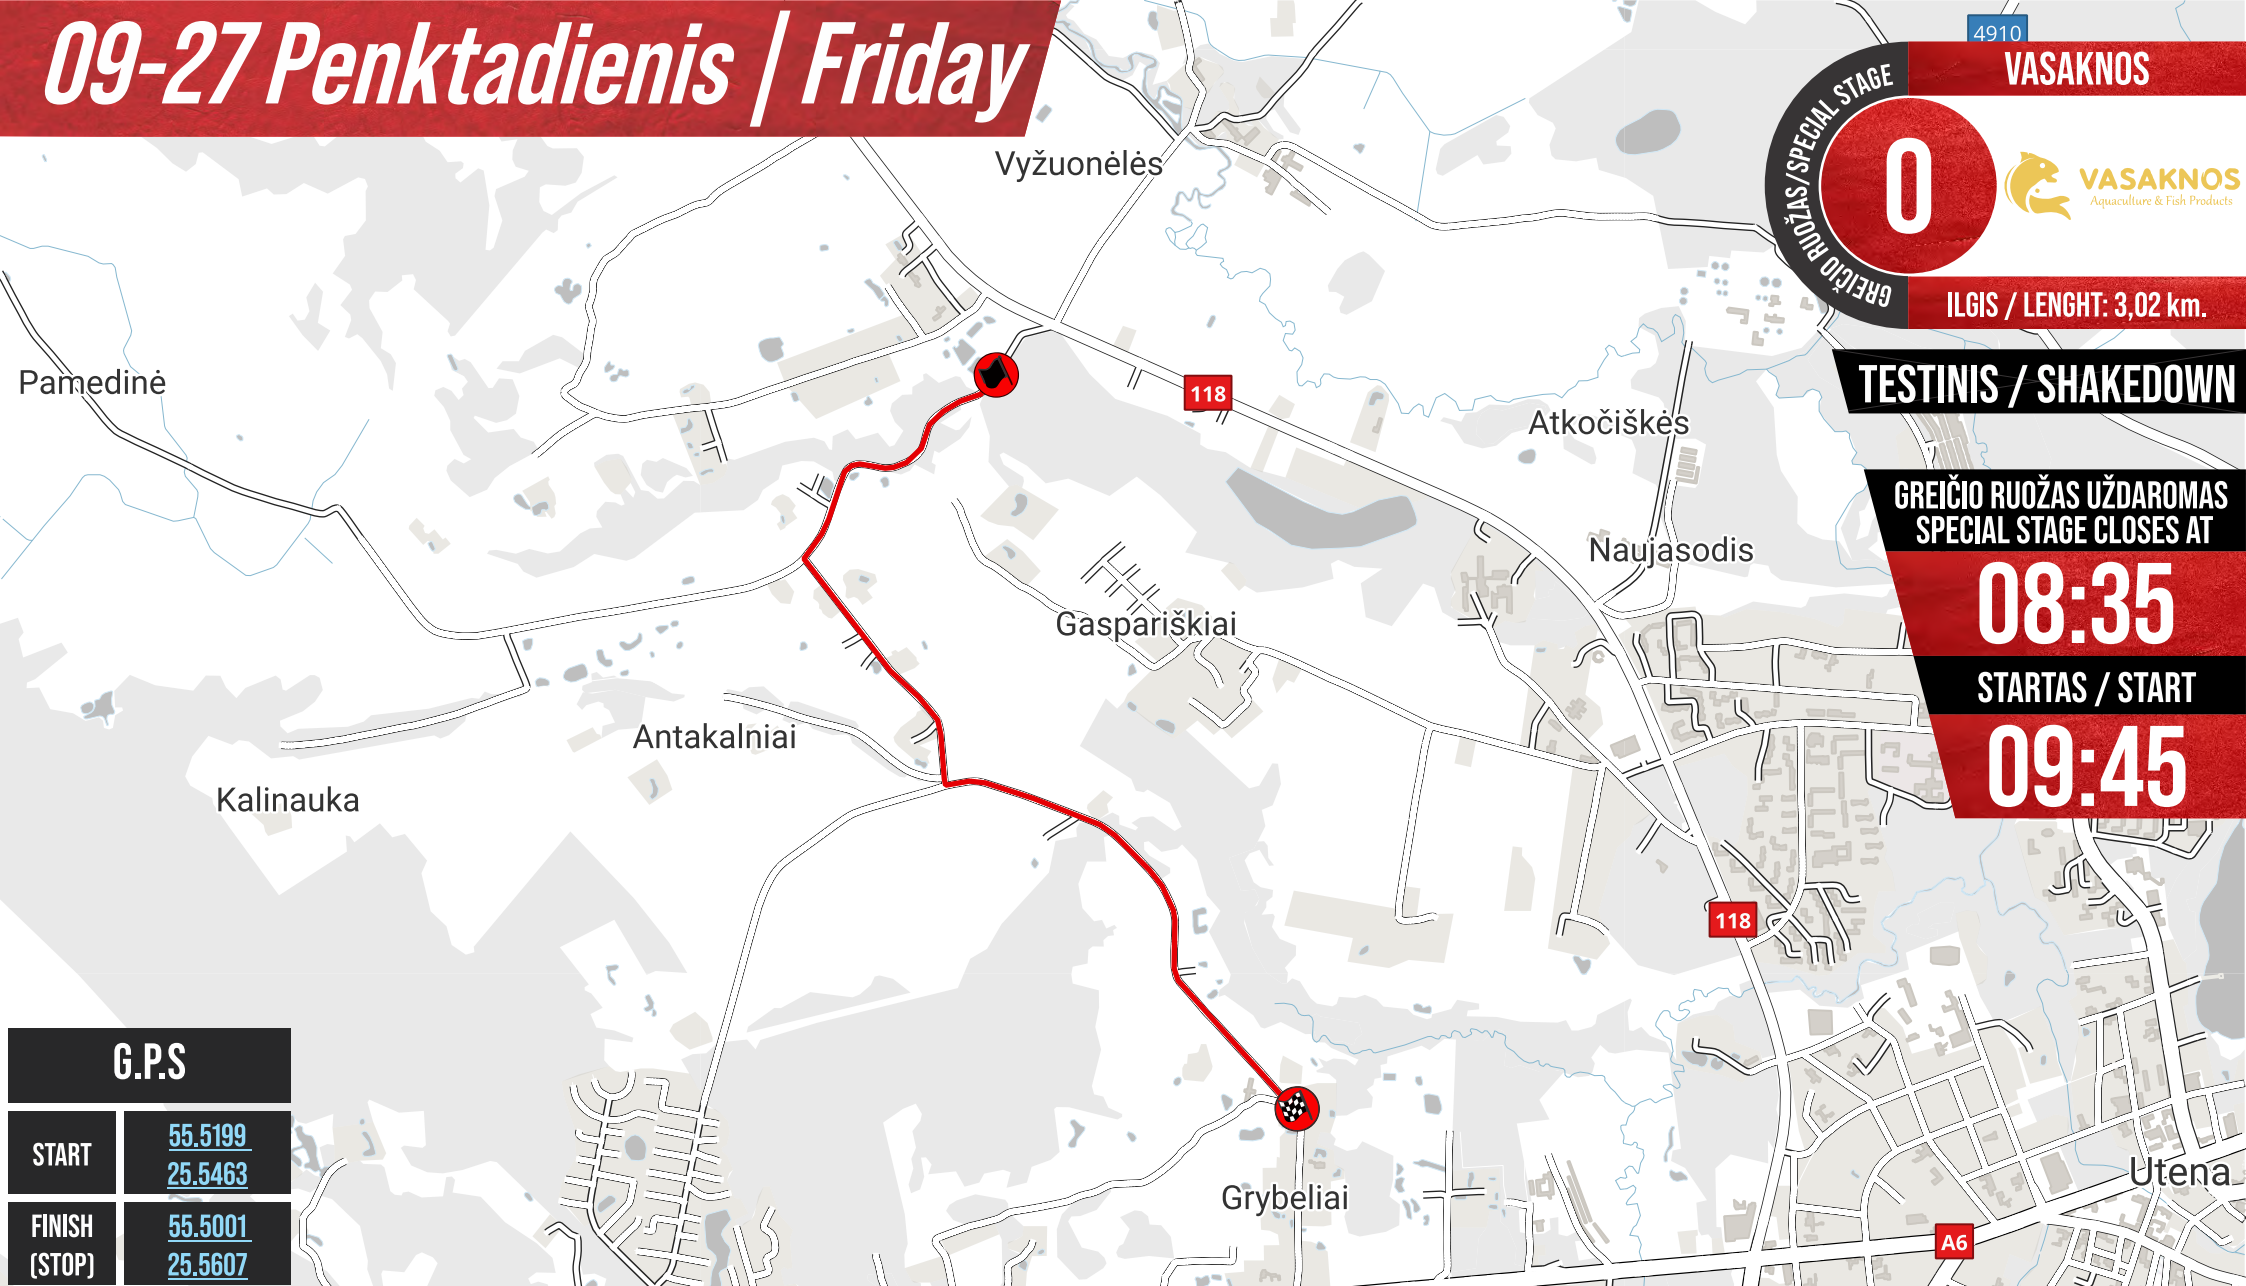 09-27 Penktadienis | Friday
4910
VASAKNOS
GREIČIO RUOŽAS/SPECIAL STAGE
0
VASAKNOS
Aquaculture & Fish Products
ILGIS / LENGHT: 3,02 km.
TESTINIS / SHAKEDOWN
GREIČIO RUOŽAS UŽDAROMAS
SPECIAL STAGE CLOSES AT
08:35
STARTAS / START
09:45
Vyžuonėlės
Pamedinė
118
Atkočiškės
Naujasodis
Gaspariškiai
Antakalniai
Kalinauka
118
Grybeliai
Utena
A6
G.P.S
START
55.5199
25.5463
FINISH
(STOP)
55.5001
25.5607